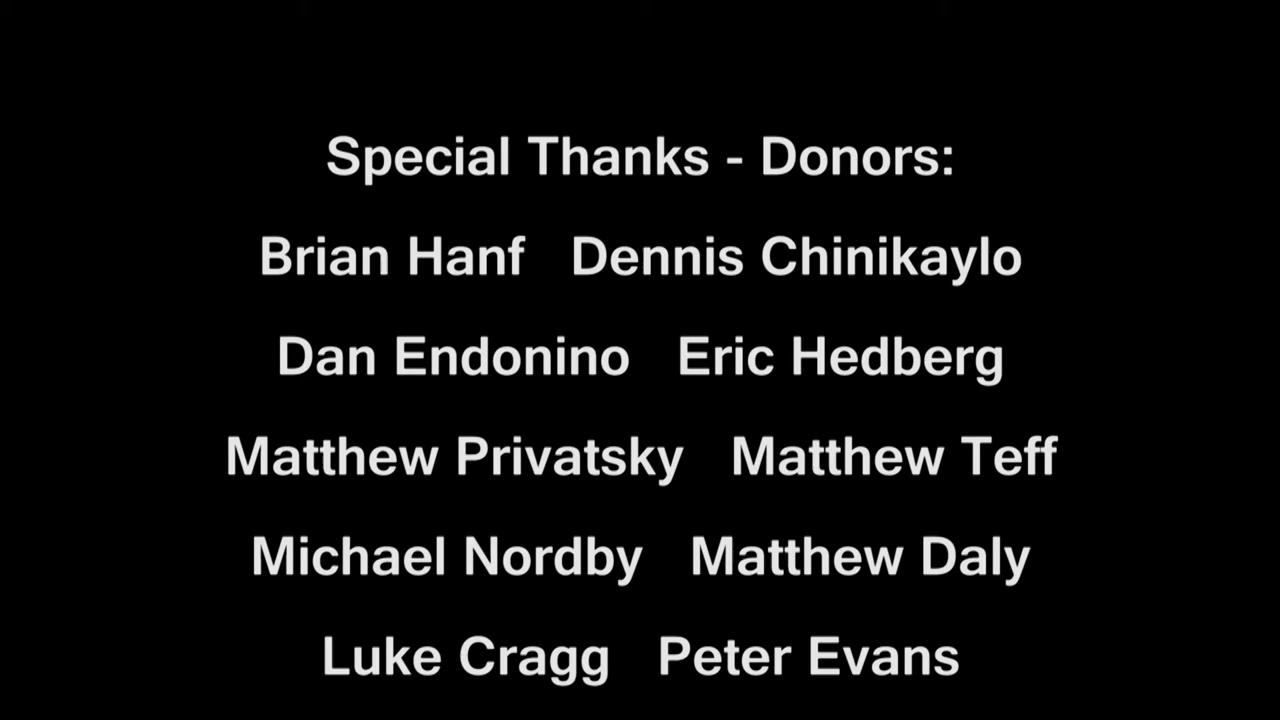 Special Thanks - Donors:
Brian Hanf Dennis Chinikaylo
Dan Endonino Eric Hedberg
Matthew Privatsky Matthew Teff
Michael Nordby Matthew Daly
Luke Cragg Peter Evans